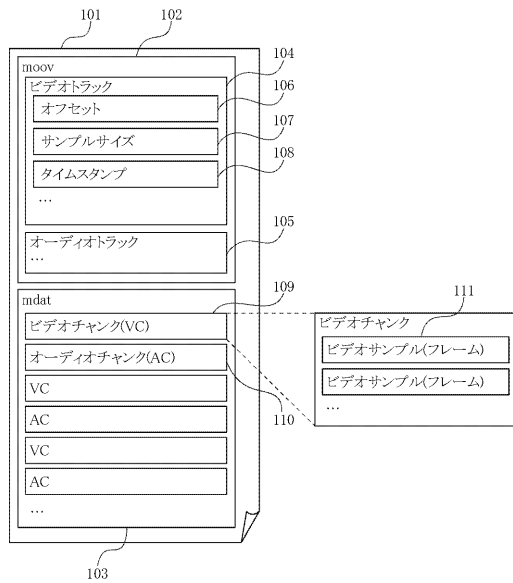 101
102
moov
104
ビデオトラック
106
オフセット
107
サンプルサイズ
108
タイムスタンプ
…
105
オーディオトラック
…
mdat
109
ビデオチャンク(VC)
オーディオチャンク(AC)
110
VC
AC
VC
AC
…
103
111
ビデオチャンク
ビデオサンプル(フレーム)
ビデオサンプル(フレーム)
…